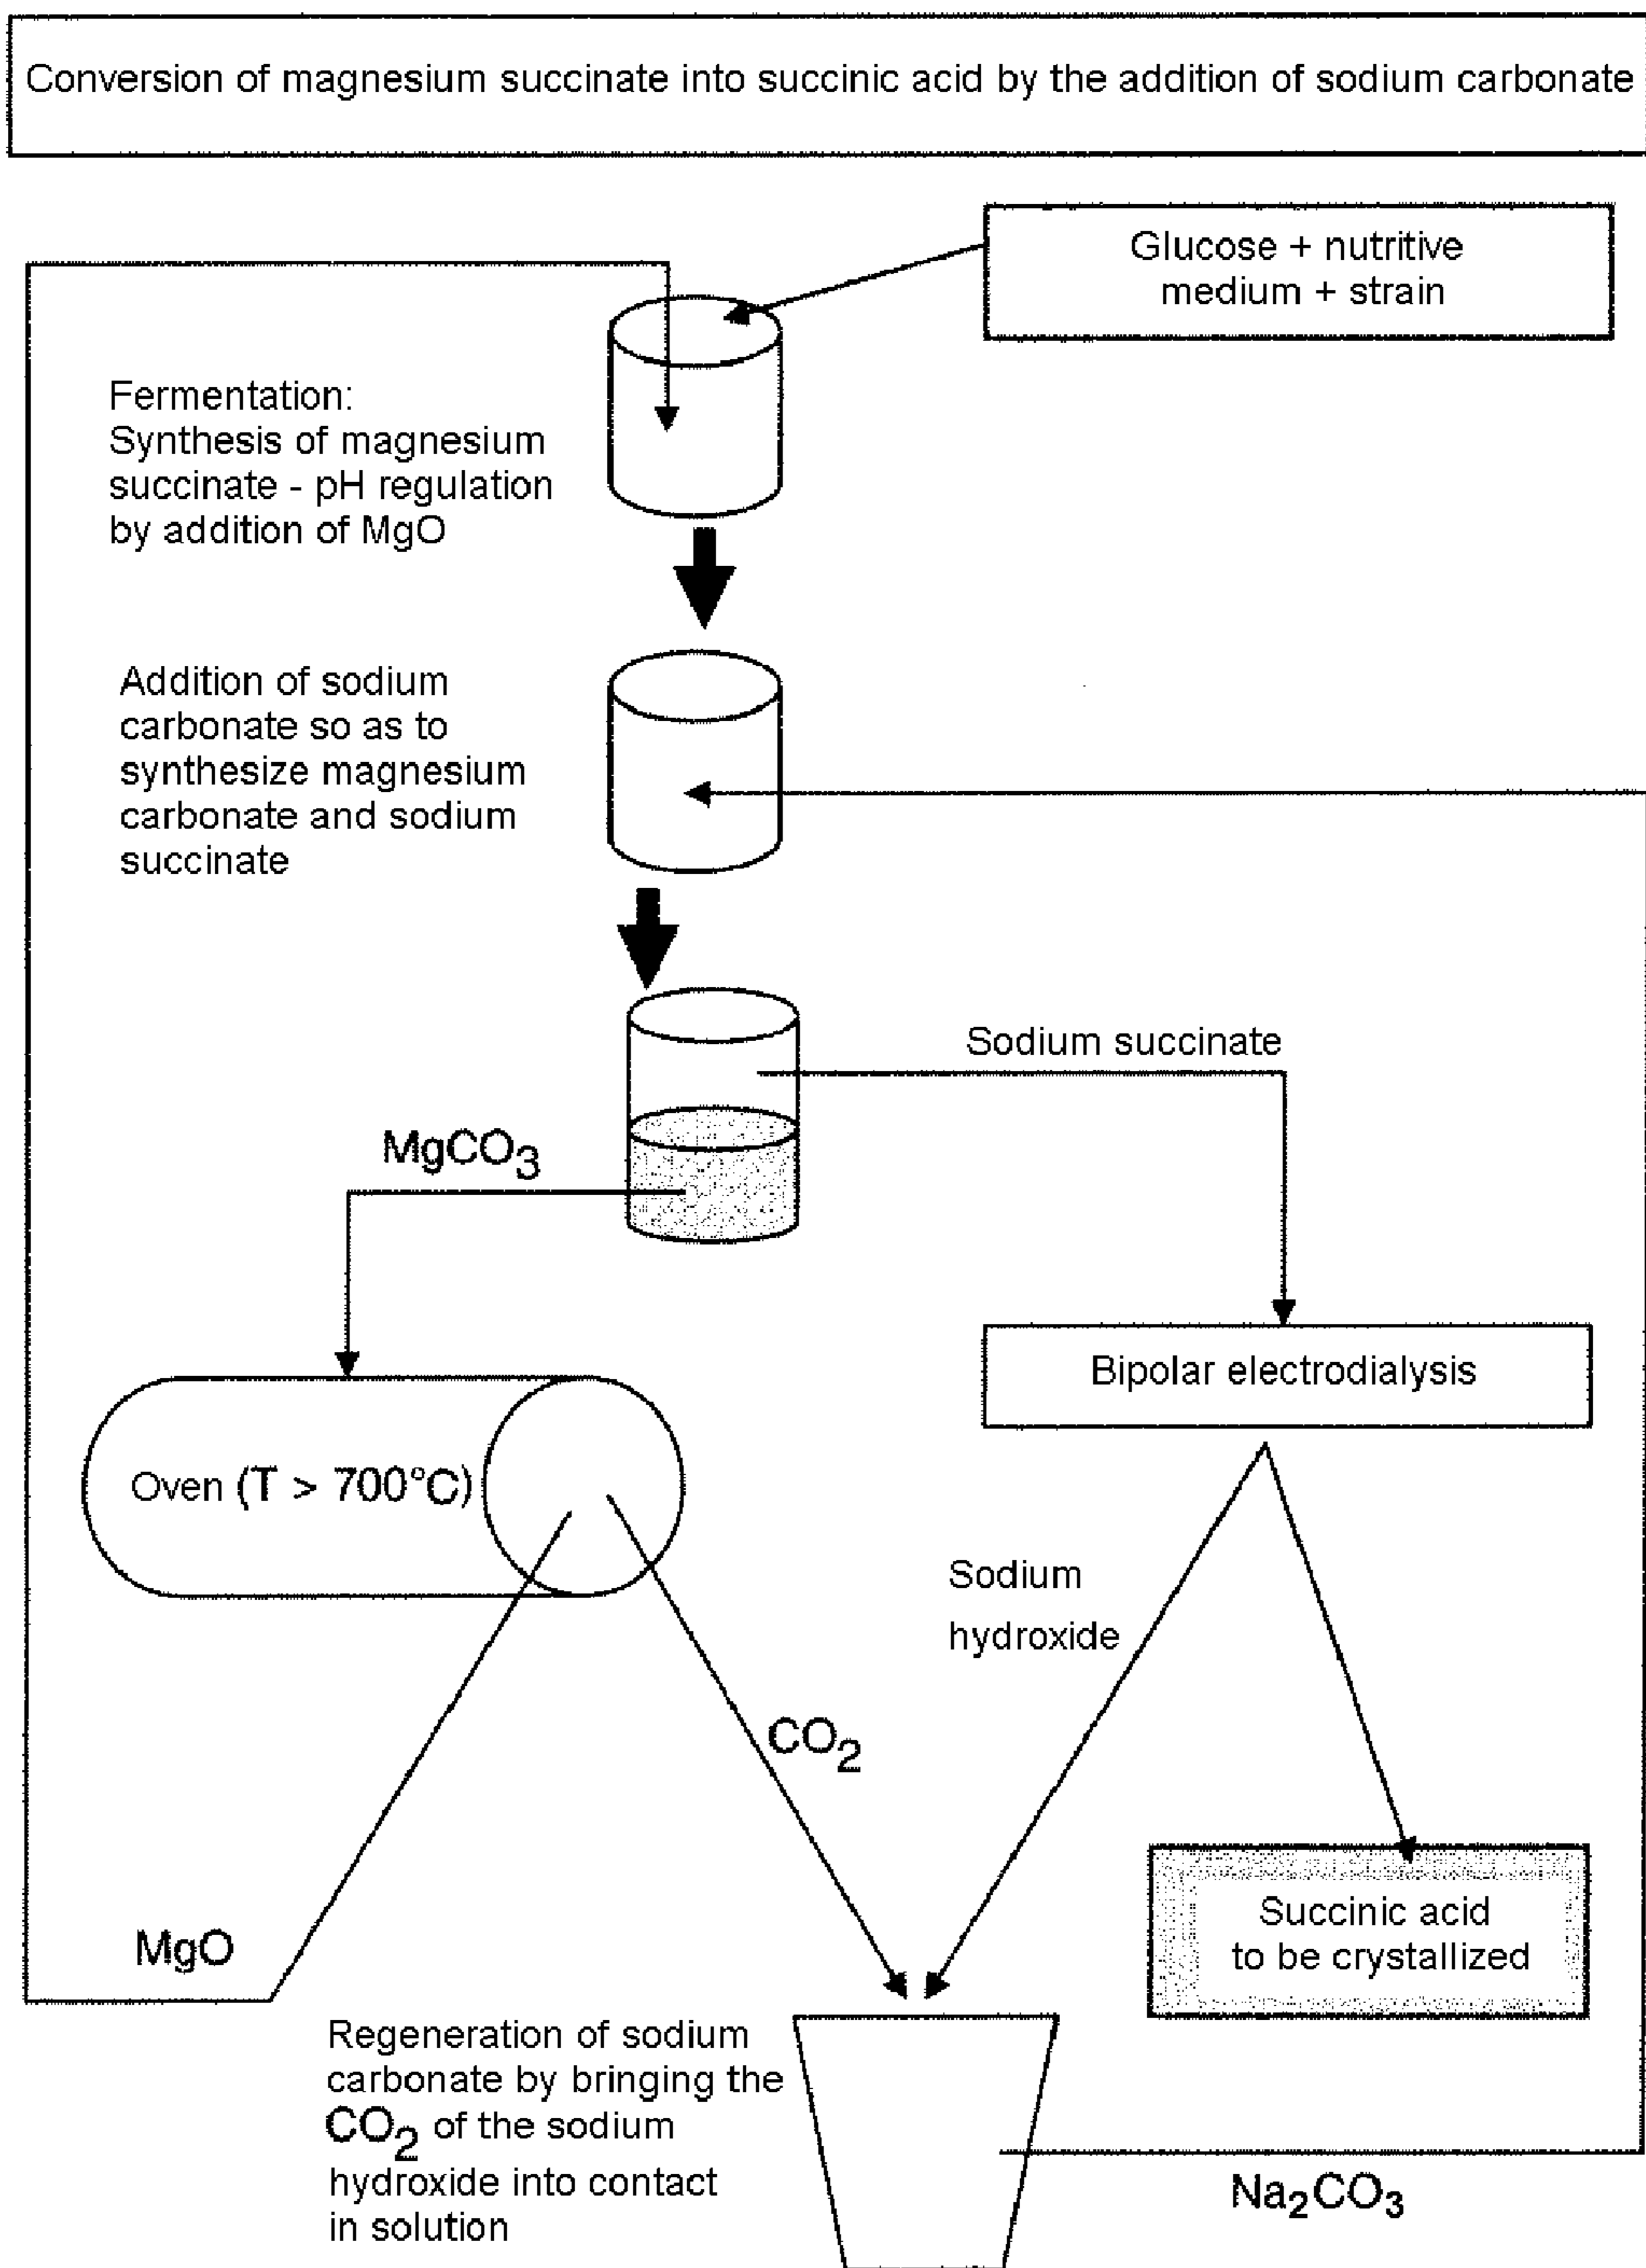 Conversion of magnesium succinate into succinic acid by the addition of sodium carbonate
Glucose + nutritive
medium + strain
Fermentation:
Synthesis of magnesium
succinate - pH regulation
by addition of MgO
Addition of sodium
carbonate so as to
synthesize magnesium
carbonate and sodium
succinate
Sodium succinate
MgCO₃
Bipolar electrodialysis
Oven (T > 700°C)
Sodium
hydroxide
CO₂
Succinic acid
to be crystallized
MgO
Regeneration of sodium
carbonate by bringing the
CO₂ of the sodium
hydroxide into contact
in solution
Na₂CO₃